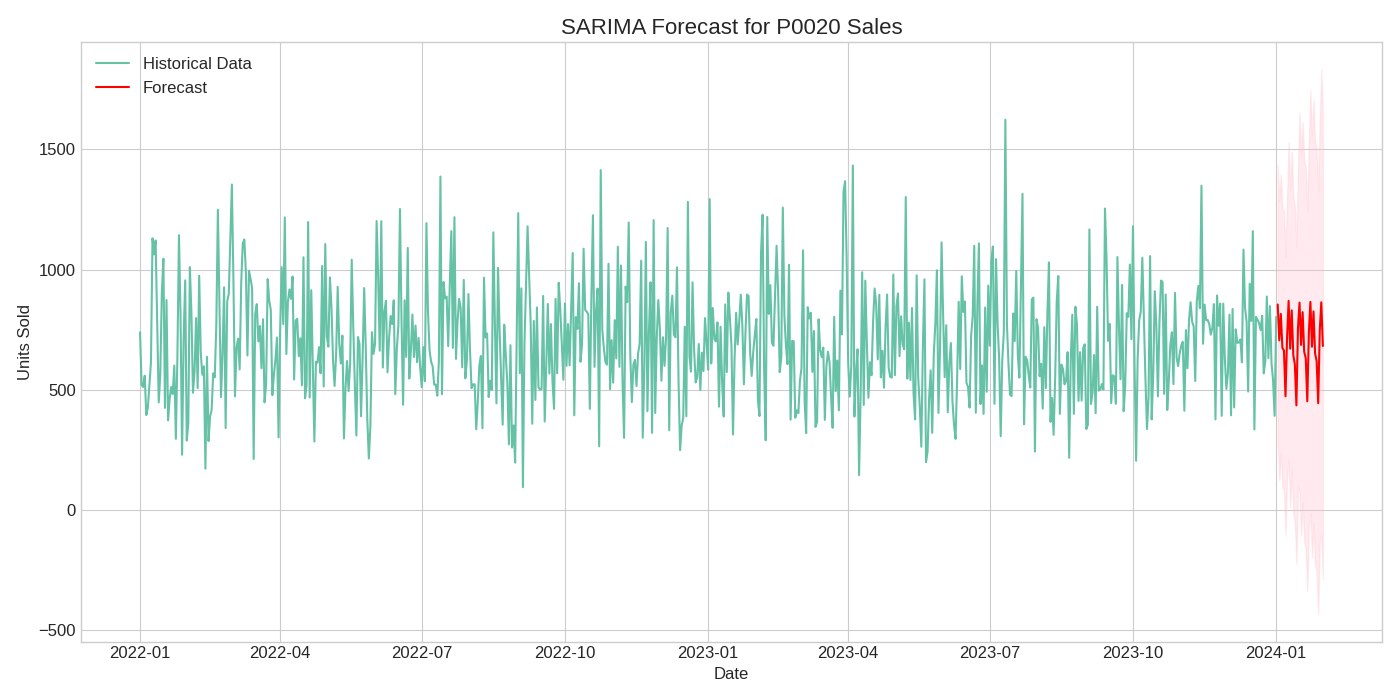 SARIMA Forecast for P0020 Sales
Historical Data
Forecast
Units Sold
1500
1000
500
0
−500
2022-01 2022-04 2022-07 2022-10 2023-01 2023-04 2023-07 2023-10 2024-01
Date